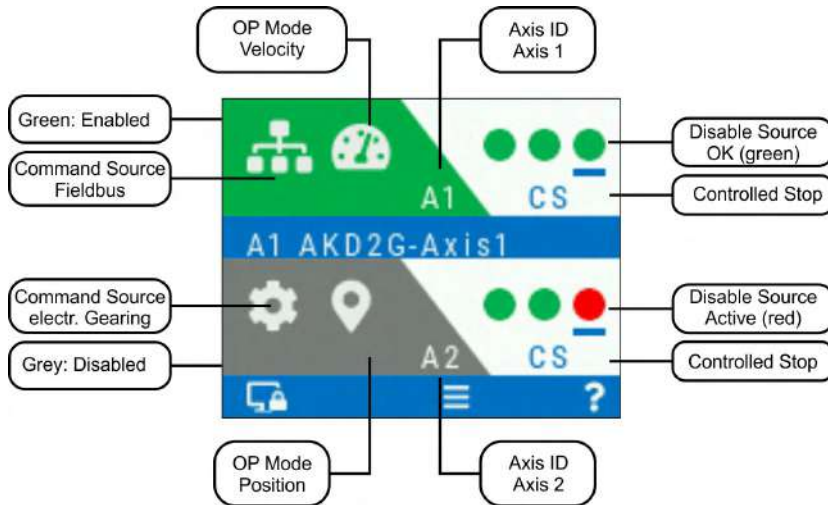 OP Mode
Velocity
Axis ID
Axis 1
Green: Enabled
Disable Source
OK (green)
Command Source
Fieldbus
Controlled Stop
A1
CS
A1 AKD2G-Axis1
Command Source
electr. Gearing
Disable Source
Active (red)
Grey: Disabled
A2
CS
Controlled Stop
?
OP Mode
Position
Axis ID
Axis 2